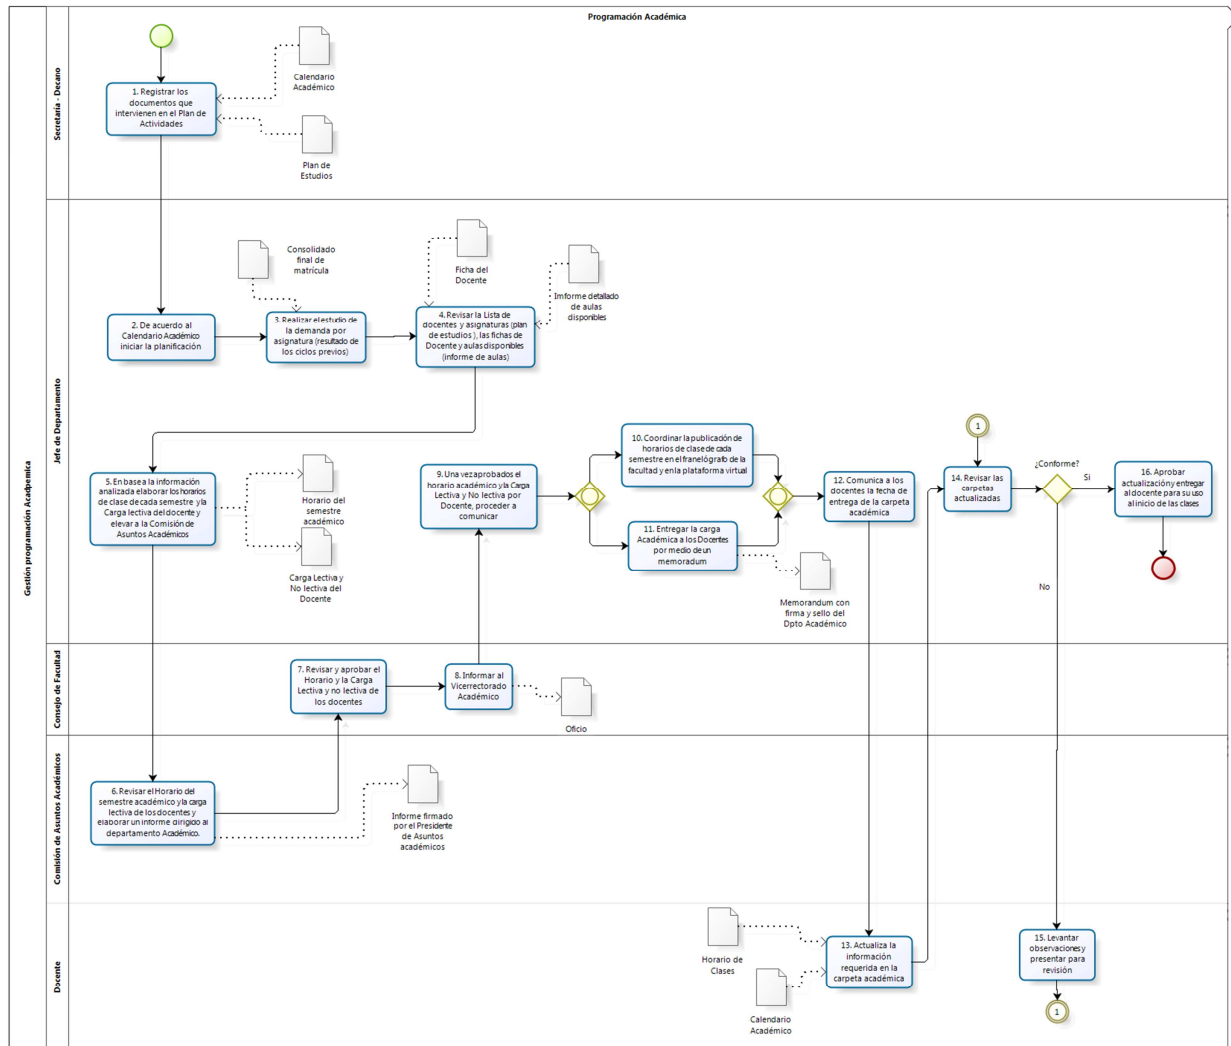 Programación Académica
Gestión programación Acadpemica
Secretaría - Decano
Calendario
Académico
1. Registrar los
documentos que
intervienen en el Plan de
Actividades
Plan de
Estudios
Jefe de Departamento
Consolidado
final de
matrícula
Ficha del
Docente
Imforme detallado
de aulas
disponibles
2. De acuerdo al
Calendario Académico
iniciar la planificación
3. Realizar el estudio de
la demanda por
asignatura (resultado de
los ciclos previos)
4. Revisar la Lista de
docentes y asignaturas (plan
de estudios ), las fichas de
Docente y aulas disponibles
(informe de aulas)
5. En base a la información
analizada elaborar los horarios
de clase de cada semestre y la
Carga lectiva del docente y
elevar a la Comisión de
Asuntos Académicos
Horario del
semestre
académico
Carga Lectiva y
No lectiva del
Docente
9. Una vez aprobados el
horario académico y la Carga
Lectiva y No lectiva por
Docente, proceder a
comunicar
10. Coordinar la publicación de
horarios de clase de cada
semestre en el franelógrafo de la
facultad y en la plataforma virtual
11. Entregar la carga
Académica a los Docentes
por medio de un
memoradum
Memorandum con
firma y sello del
Dpto Académico
12. Comunica a los
docentes la fecha de
entrega de la carpeta
académica
1
14. Revisar las
carpetas
actualizadas
¿Conforme?
Si
No
16. Aprobar
actualización y entregar
al docente para su uso
al inicio de las clases
Consejo de Facultad
7. Revisar y aprobar el
Horario y la Carga
Lectiva y no lectiva de
los docentes
8. Informar al
Vicerrectorado
Académico
Oficio
Comisión de Asuntos Académicos
6. Revisar el Horario del
semestre académico y la carga
lectiva de los docentes y
elaborar un informe dirigido al
departamento Académico.
Informe firmado
por el Presidente
de Asuntos
académicos
Docente
Horario de
Clases
Calendario
Académico
13. Actualiza la
información
requerida en la
carpeta académica
15. Levantar
observaciones y
presentar para
revisión
1